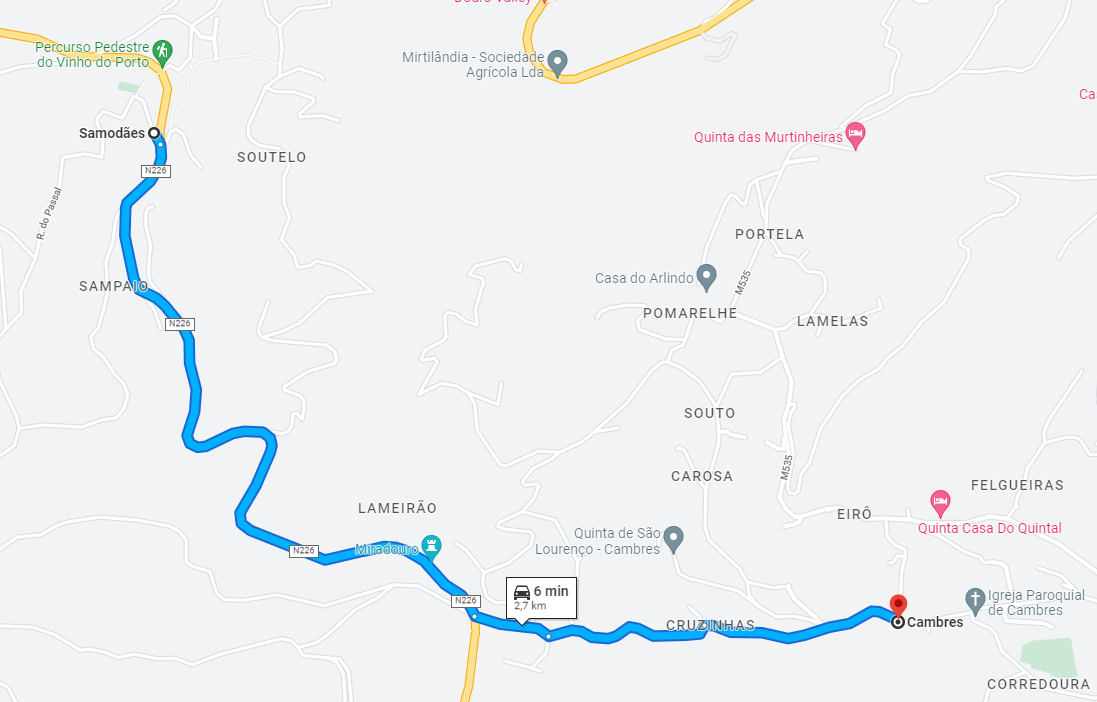 Douro Valley
Percurso Pedestre
do Vinho do Porto
Mirtilândia - Sociedade
Agrícola Lda
Ca
Samodães
Quinta das Murtinheiras
SOUTELO
N226
R. do Passal
PORTELA
SAMPAIO
Casa do Arlindo
M535
POMARELHE
LAMELAS
N226
SOUTO
CAROSA
M535
FELGUEIRAS
LAMEIRÃO
EIRÔ
Quinta Casa Do Quintal
Quinta de São
Lourenço - Cambres
N226
Miradouro
6 min
2,7 km
N226
Igreja Paroquial
de Cambres
CRUZINHAS
Cambres
CORREDOURA